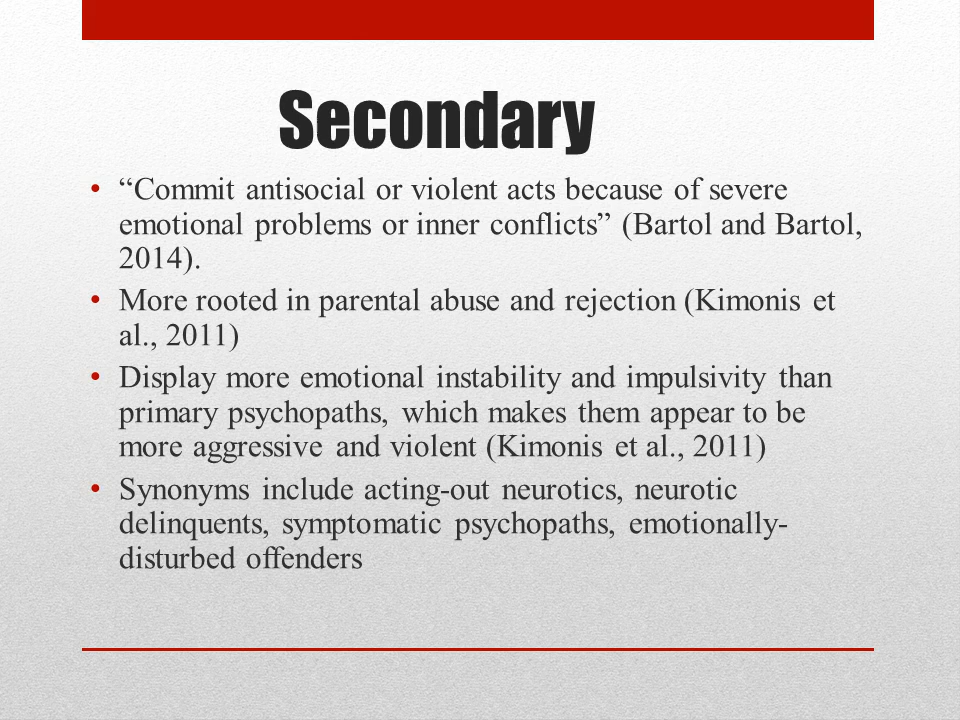 Secondary
• “Commit antisocial or violent acts because of severe
emotional problems or inner conflicts” (Bartol and Bartol,
2014).
• More rooted in parental abuse and rejection (Kimonis et
al., 2011)
• Display more emotional instability and impulsivity than
primary psychopaths, which makes them appear to be
more aggressive and violent (Kimonis et al., 2011)
• Synonyms include acting-out neurotics, neurotic
delinquents, symptomatic psychopaths, emotionally-
disturbed offenders